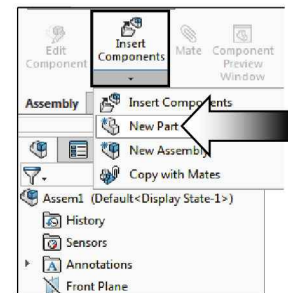 Edit
Component
Insert
Components
Mate
Component
Preview
Window
Assembly
Insert Components
New Part
New Assembly
Copy with Mates
Assem1 (Default<Display State-1>)
History
Sensors
Annotations
Front Plane